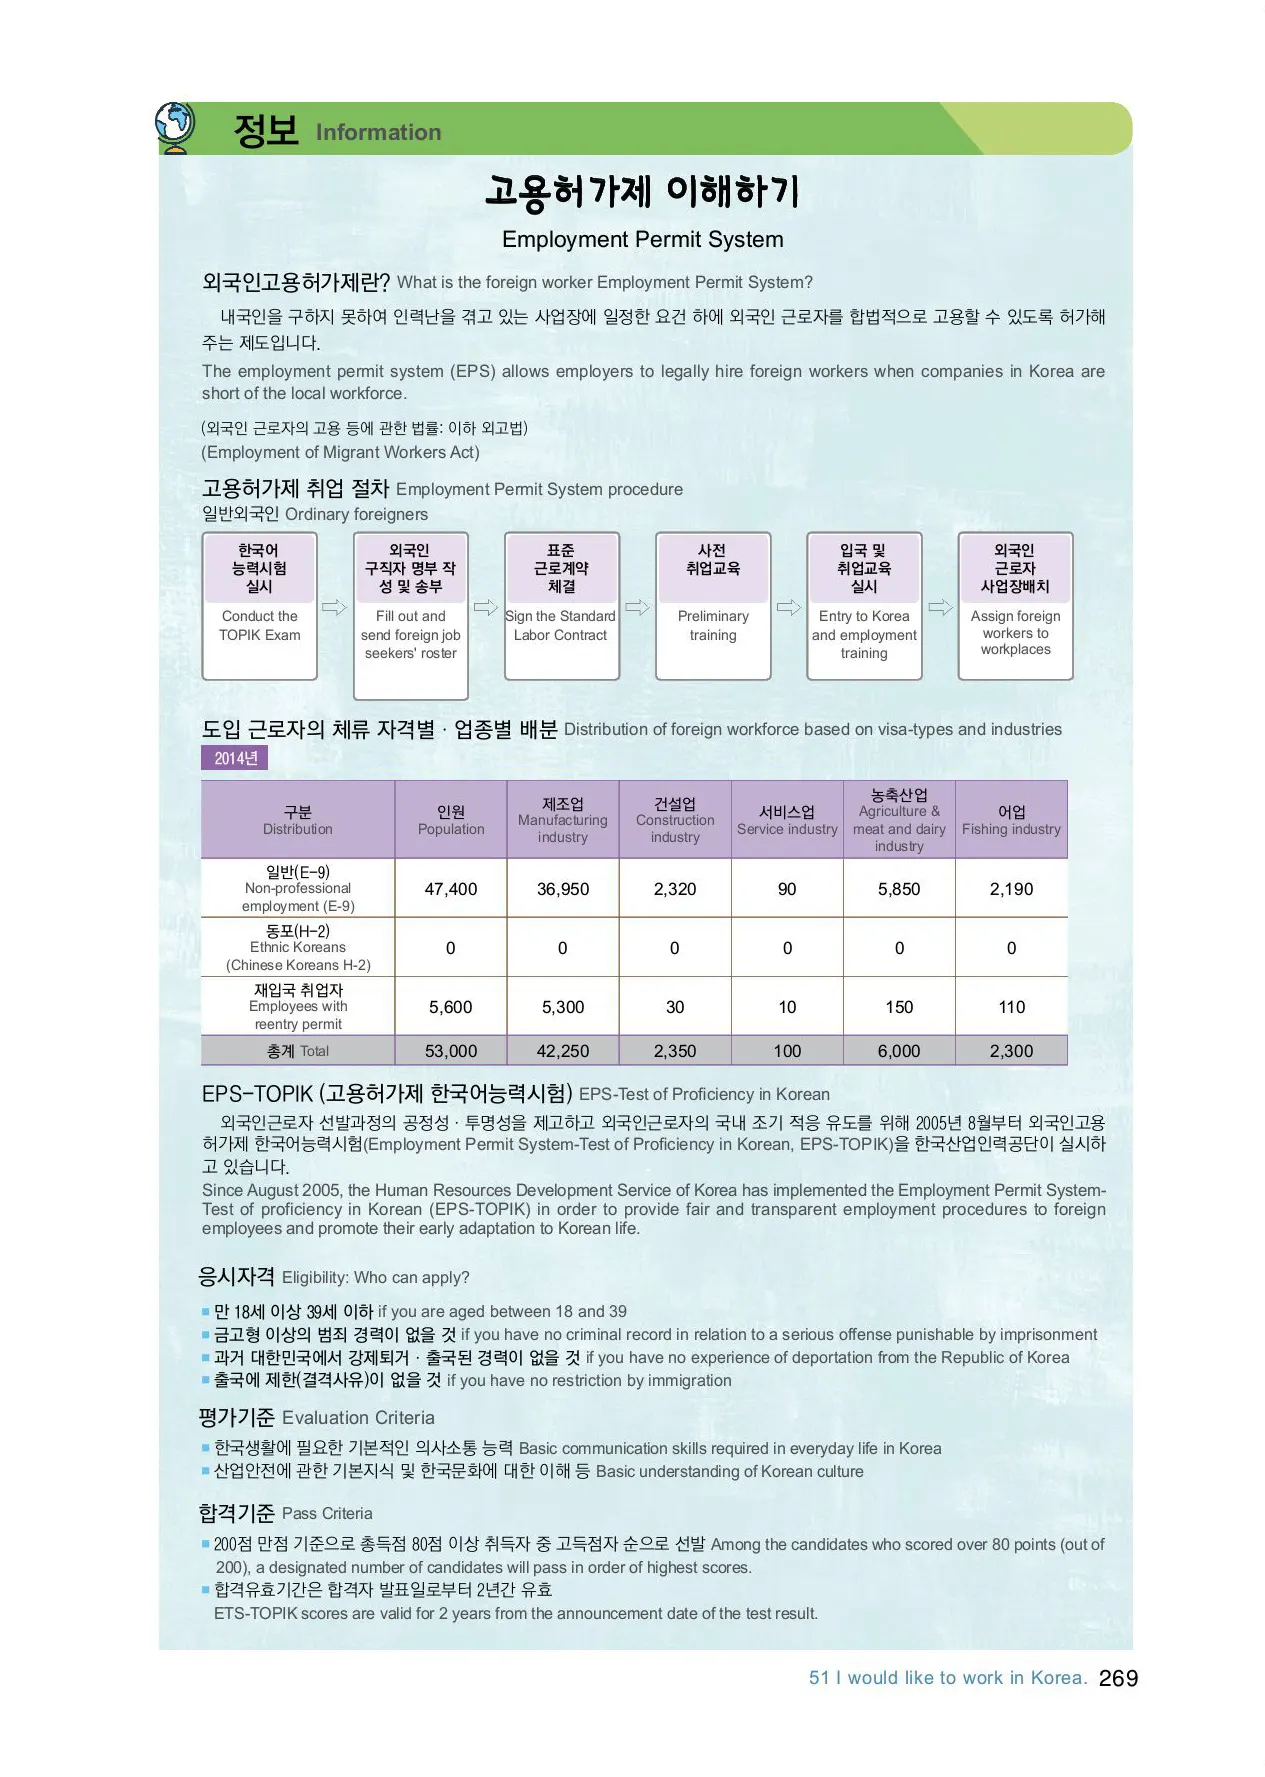 정보 Information
고용허가제 이해하기
Employment Permit System
외국인고용허가제란? What is the foreign worker Employment Permit System?
내국인을 구하지 못하여 인력난을 겪고 있는 사업장에 일정한 요건 하에 외국인 근로자를 합법적으로 고용할 수 있도록 허가해
주는 제도입니다.
The employment permit system (EPS) allows employers to legally hire foreign workers when companies in Korea are
short of the local workforce.
(외국인 근로자의 고용 등에 관한 법률: 이하 외고법)
(Employment of Migrant Workers Act)
고용허가제 취업 절차 Employment Permit System procedure
일반외국인 Ordinary foreigners
한국어
능력시험
실시
Conduct the
TOPIK Exam
외국인
구직자 명부 작
성 및 송부
Fill out and
send foreign job
seekers' roster
표준
근로계약
체결
Sign the Standard
Labor Contract
사전
취업교육
Preliminary
training
입국 및
취업교육
실시
Entry to Korea
and employment
training
외국인
근로자
사업장배치
Assign foreign
workers to
workplaces
도입 근로자의 체류 자격별 · 업종별 배분 Distribution of foreign workforce based on visa-types and industries
2014년
구분
Distribution
인원
Population
제조업
Manufacturing
industry
건설업
Construction
industry
서비스업
Service industry
농축산업
Agriculture &
meat and dairy
industry
어업
Fishing industry
일반(E-9)
Non-professional
employment (E-9)
47,400 36,950 2,320 90 5,850 2,190
동포(H-2)
Ethnic Koreans
(Chinese Koreans H-2)
0 0 0 0 0 0
재입국 취업자
Employees with
reentry permit
5,600 5,300 30 10 150 110
총계 Total 53,000 42,250 2,350 100 6,000 2,300
EPS-TOPIK (고용허가제 한국어능력시험) EPS-Test of Proficiency in Korean
외국인근로자 선발과정의 공정성 · 투명성을 제고하고 외국인근로자의 국내 조기 적응 유도를 위해 2005년 8월부터 외국인고용
허가제 한국어능력시험(Employment Permit System-Test of Proficiency in Korean, EPS-TOPIK)을 한국산업인력공단이 실시하
고 있습니다.
Since August 2005, the Human Resources Development Service of Korea has implemented the Employment Permit System-
Test of proficiency in Korean (EPS-TOPIK) in order to provide fair and transparent employment procedures to foreign
employees and promote their early adaptation to Korean life.
응시자격 Eligibility: Who can apply?
■ 만 18세 이상 39세 이하 if you are aged between 18 and 39
■ 금고형 이상의 범죄 경력이 없을 것 if you have no criminal record in relation to a serious offense punishable by imprisonment
■ 과거 대한민국에서 강제퇴거 · 출국된 경력이 없을 것 if you have no experience of deportation from the Republic of Korea
■ 출국에 제한(결격사유)이 없을 것 if you have no restriction by immigration
평가기준 Evaluation Criteria
■ 한국생활에 필요한 기본적인 의사소통 능력 Basic communication skills required in everyday life in Korea
■ 산업안전에 관한 기본지식 및 한국문화에 대한 이해 등 Basic understanding of Korean culture
합격기준 Pass Criteria
■ 200점 만점 기준으로 총득점 80점 이상 취득자 중 고득점자 순으로 선발 Among the candidates who scored over 80 points (out of
200), a designated number of candidates will pass in order of highest scores.
■ 합격유효기간은 합격자 발표일로부터 2년간 유효
ETS-TOPIK scores are valid for 2 years from the announcement date of the test result.
51 I would like to work in Korea. 269